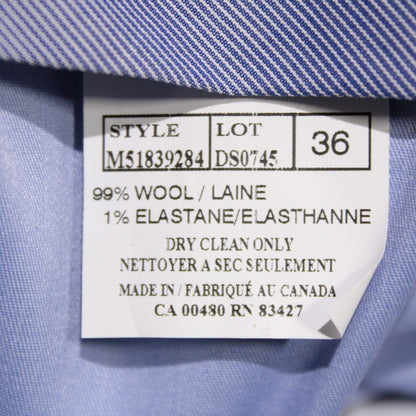 STYLE LOT 36
M51839284 DS0745
99% WOOL / LAINE
1% ELASTANE/ELASTHANNE
DRY CLEAN ONLY
NETTOYER A SEC SEULEMENT
MADE IN / FABRIQUÉ AU CANADA
CA 00480 RN 83427